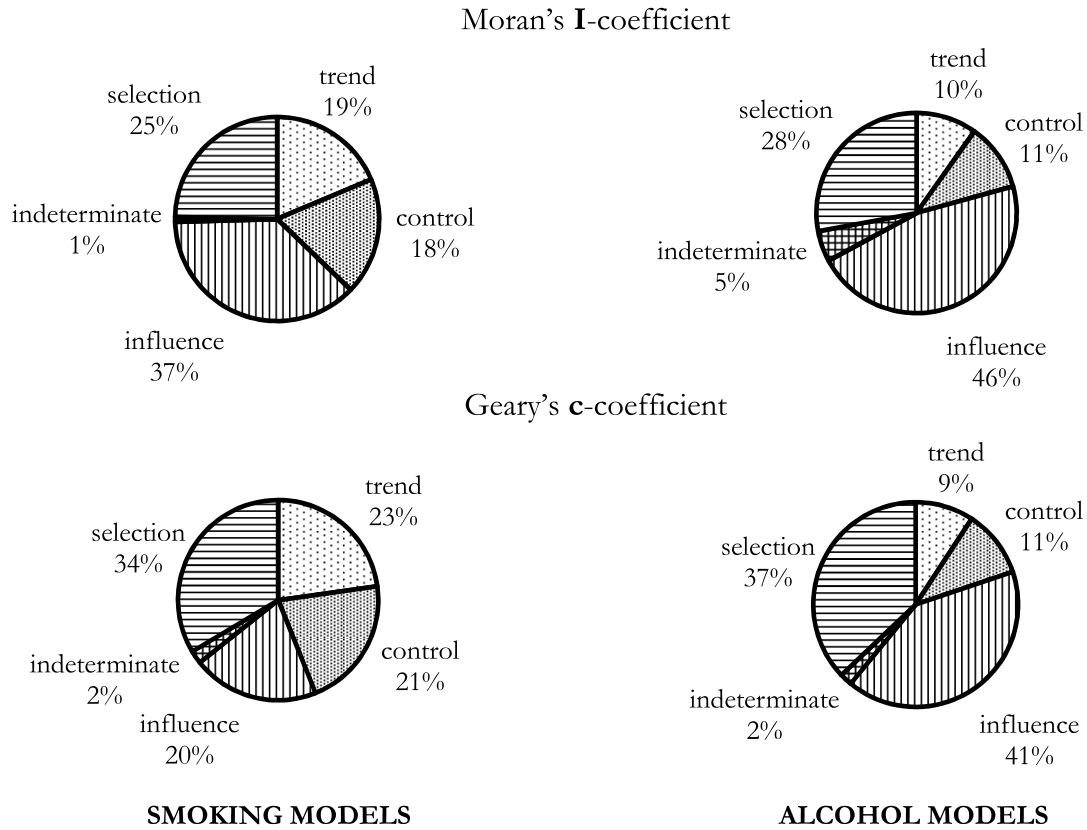 Moran's I-coefficient
selection
25%
trend
19%
indeterminate
1%
control
18%
influence
37%
selection
28%
trend
10%
control
11%
indeterminate
5%
influence
46%
Geary's c-coefficient
selection
34%
trend
23%
indeterminate
2%
control
21%
influence
20%
selection
37%
trend
9%
control
11%
indeterminate
2%
influence
41%
SMOKING MODELS
ALCOHOL MODELS